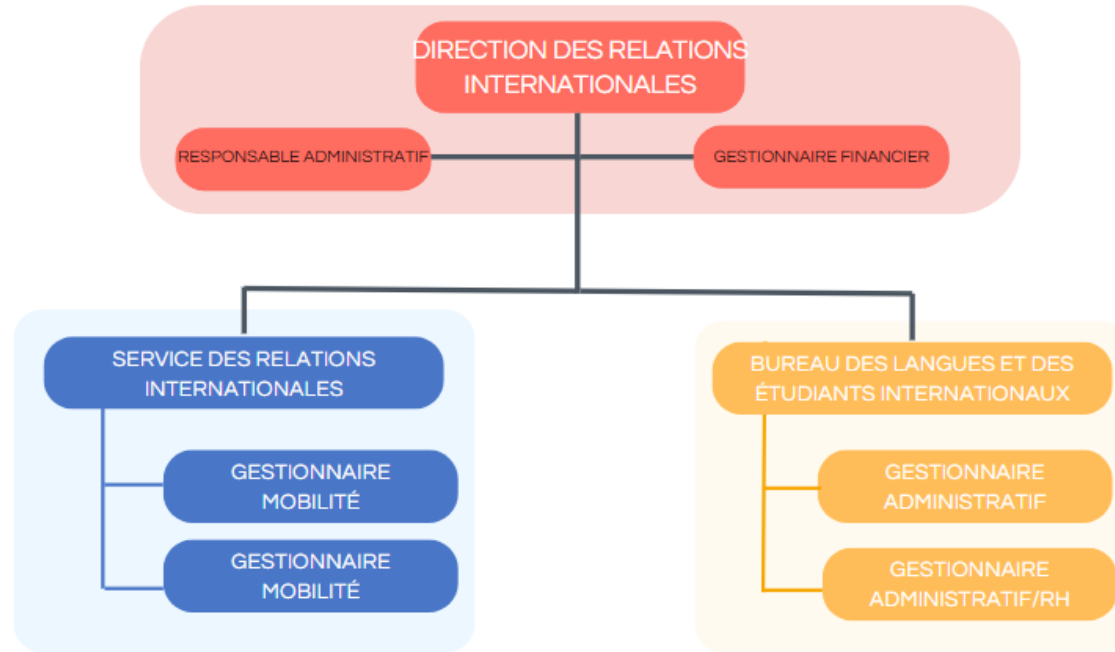 DIRECTION DES RELATIONS
INTERNATIONALES
RESPONSABLE ADMINISTRATIF
GESTIONNAIRE FINANCIER
SERVICE DES RELATIONS
INTERNATIONALES
GESTIONNAIRE
MOBILITÉ
GESTIONNAIRE
MOBILITÉ
BUREAU DES LANGUES ET DES
ÉTUDIANTS INTERNATIONAUX
GESTIONNAIRE
ADMINISTRATIF
GESTIONNAIRE
ADMINISTRATIF/RH